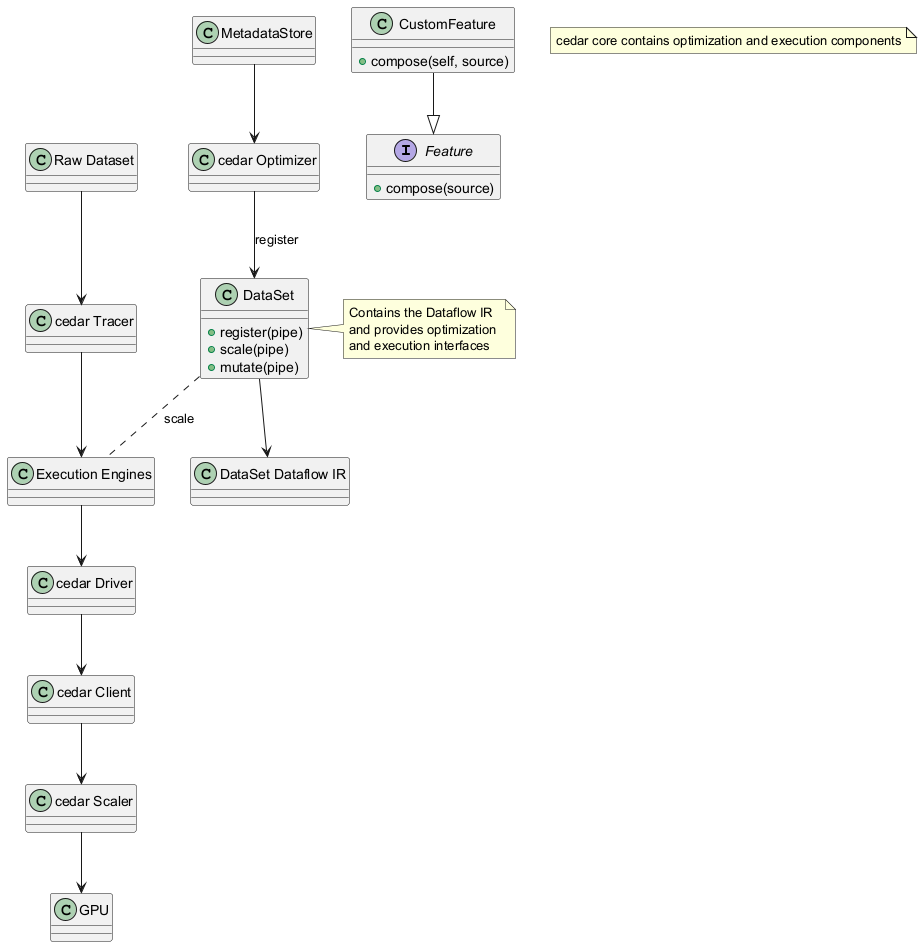 MetadataStore
CustomFeature
+ compose(self, source)
cedar core contains optimization and execution components
Raw Dataset
cedar Optimizer
Feature
compose(source)
register
DataSet
register(pipe)
scale(pipe)
mutate(pipe)
Contains the Dataflow IR
and provides optimization
and execution interfaces
cedar Tracer
scale
Execution Engines
DataSet Dataflow IR
cedar Driver
cedar Client
cedar Scaler
GPU